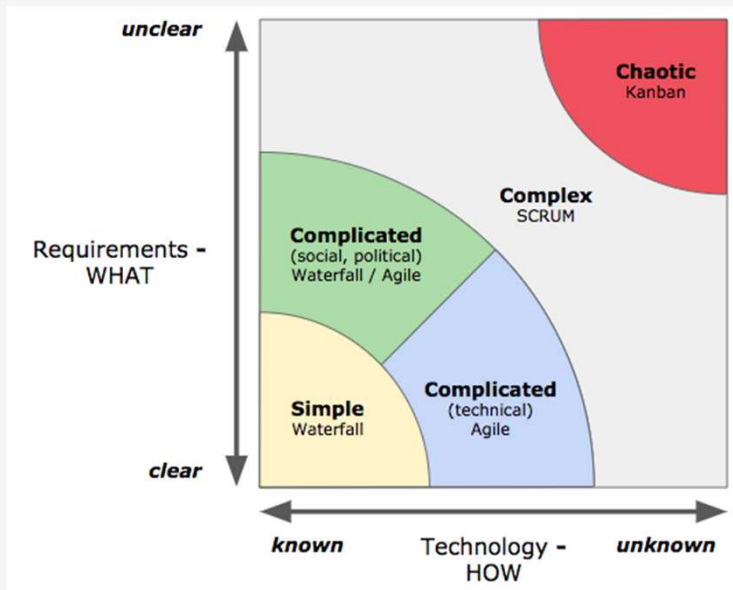 unclear
Chaotic
Kanban
Complex
SCRUM
Complicated
(social, political)
Waterfall / Agile
Requirements -
WHAT
Complicated
(technical)
Agile
Simple
Waterfall
clear
known
Technology -
HOW
unknown